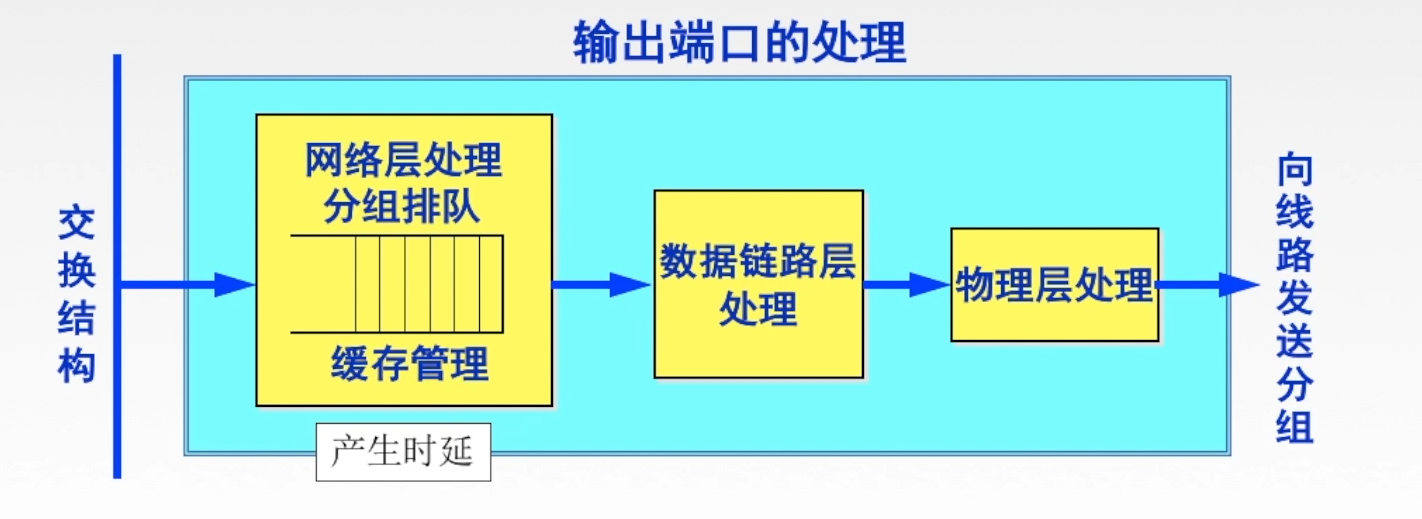 输出端口的处理
交换结构
网络层处理
分组排队
缓存管理
产生时延
数据链路层
处理
物理层处理
向线路发送分组